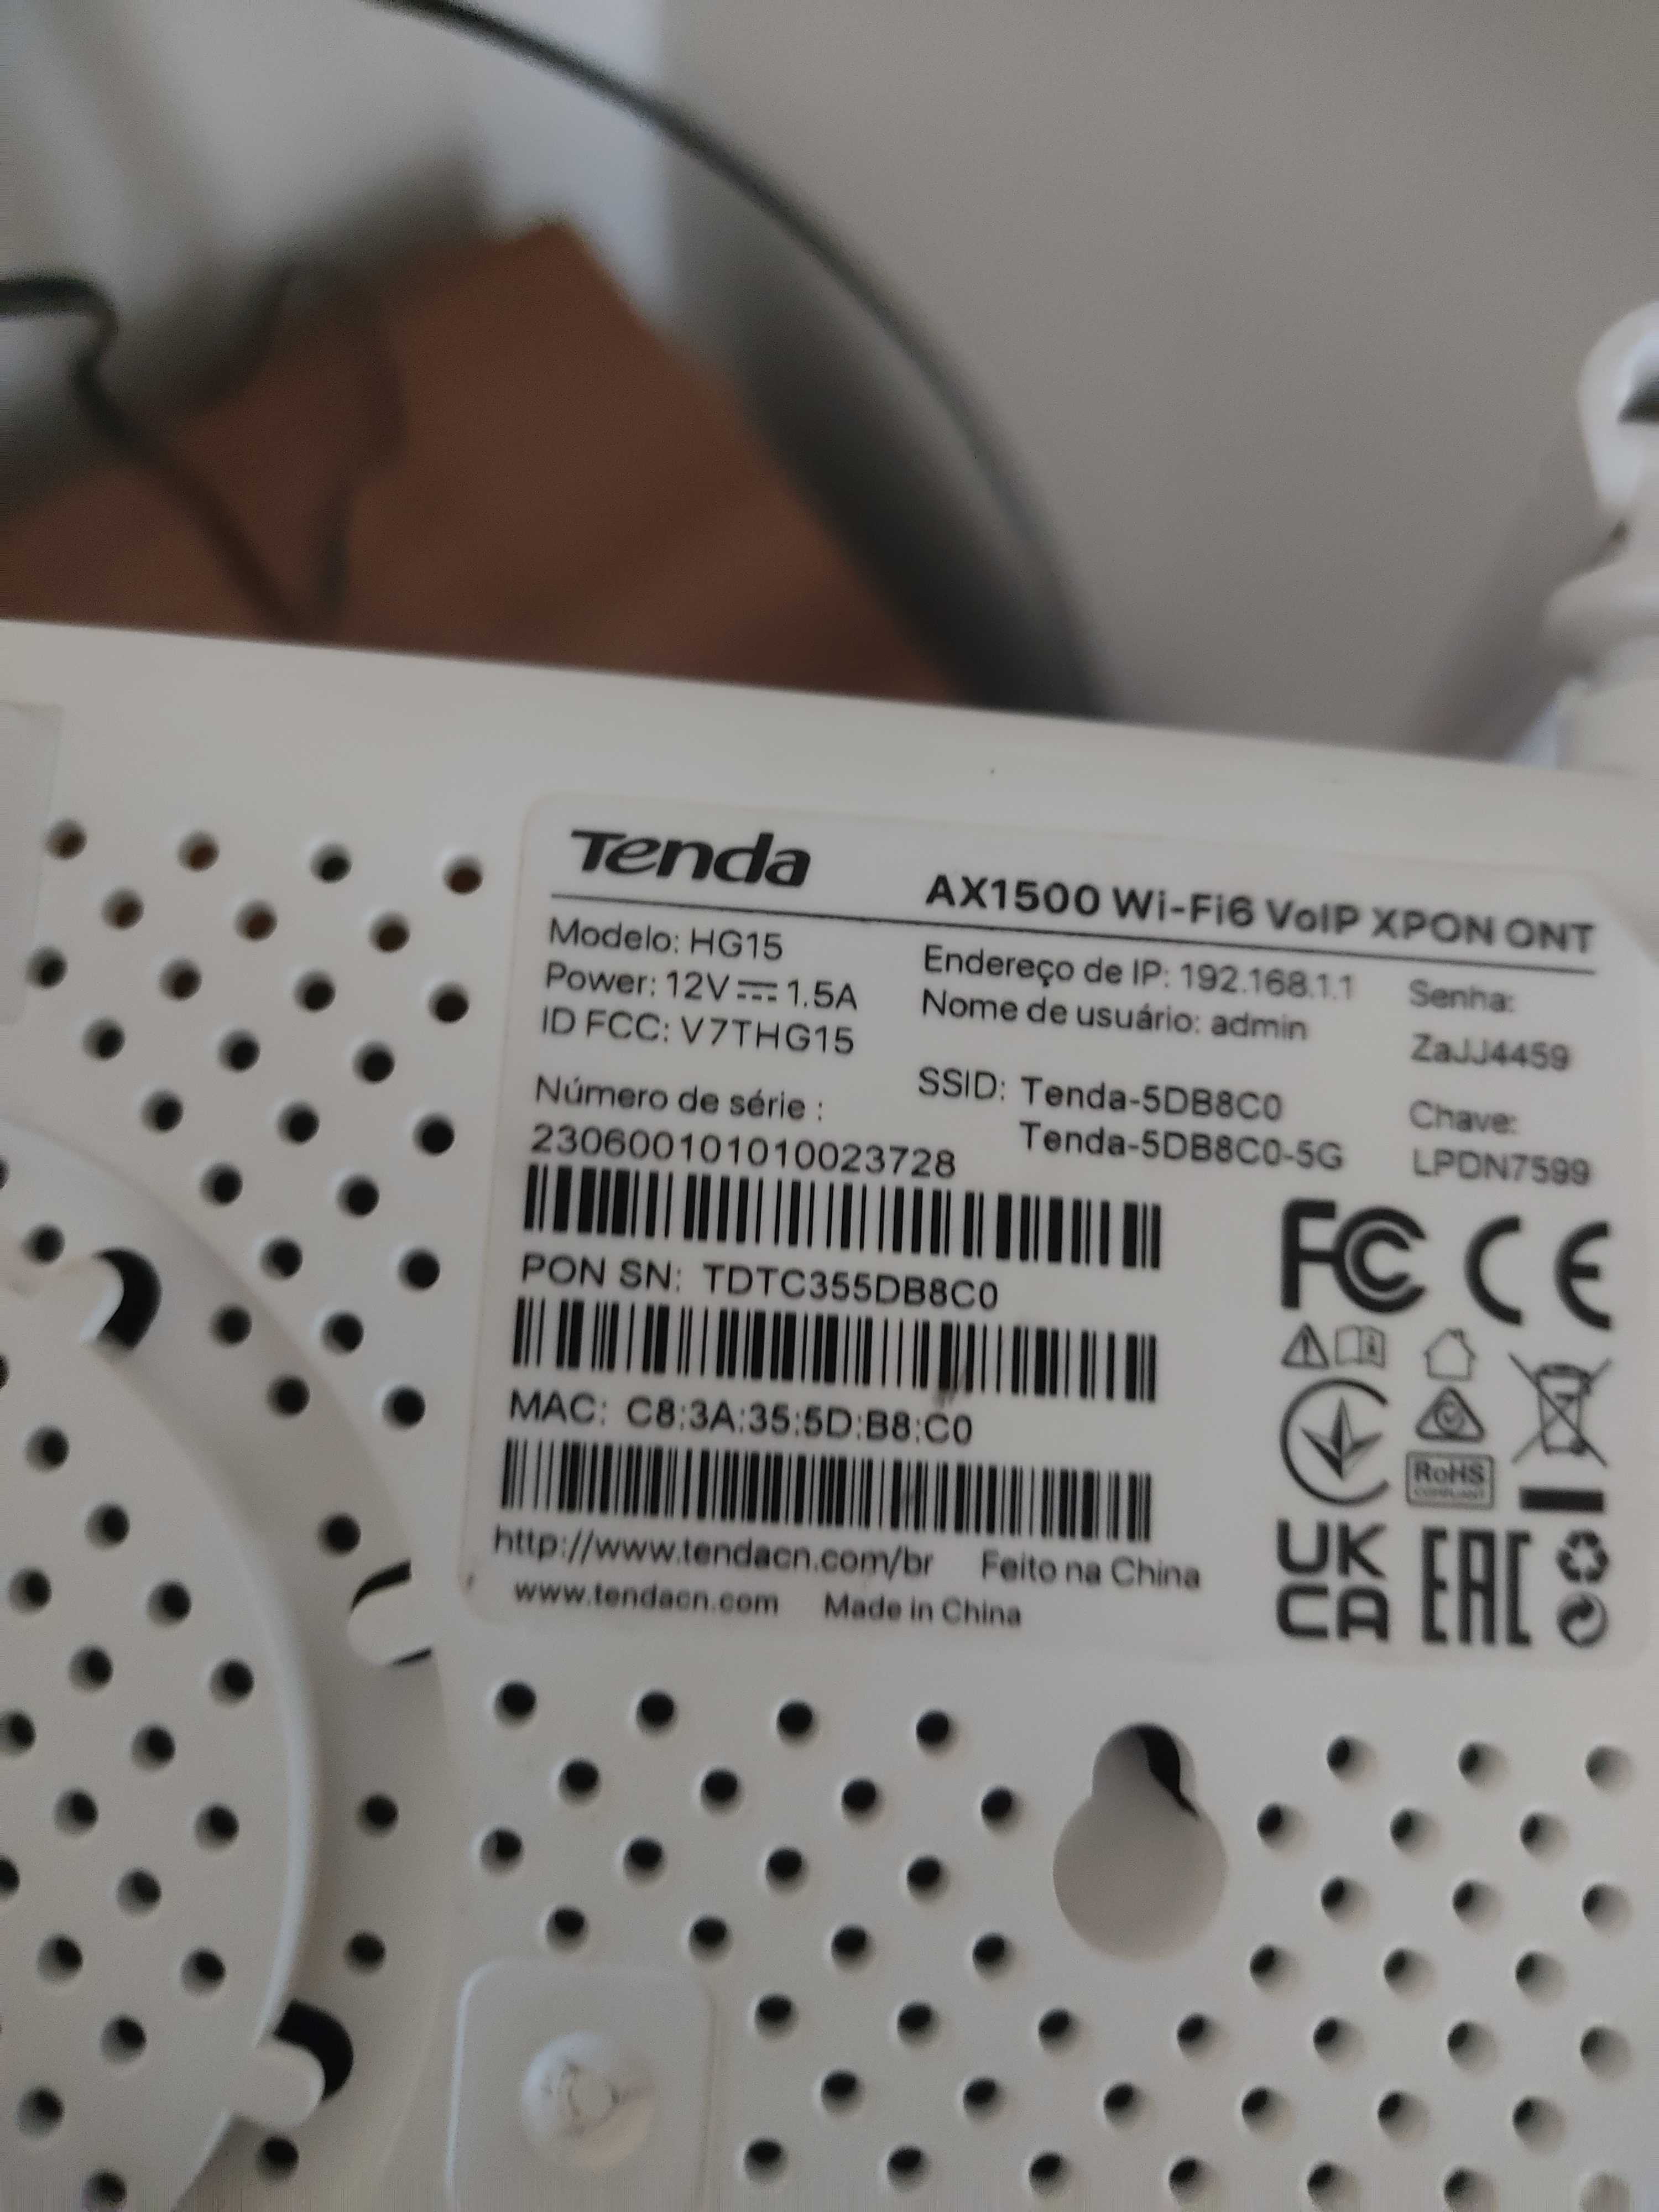 Tenda
AX1500 Wi-Fi6 VoIP XPON ONT
Modelo: HG15
Power: 12V⎓1.5A
ID FCC: V7THG15
Endereço de IP: 192.168.1.1
Nome de usuário: admin
Senha:
ZaJJ4459
SSID: Tenda-5DB8C0
Tenda-5DB8C0-5G
Chave:
LPDN7599
Número de série :
230600101010023728
PON SN: TDTC355DB8C0
MAC: C8:3A:35:5D:B8:C0
http://www.tendacn.com/br Feito na China
www.tendacn.com Made in China
FC CE
RoHS
COMPLIANT
UK
CA
EAC